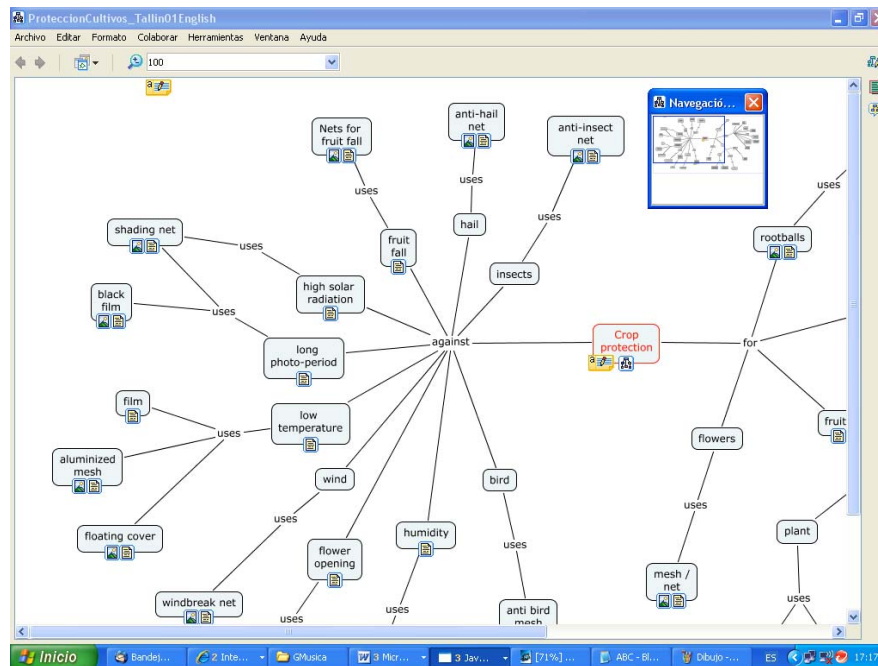 ProteccionCultivos_Tallin01English
Archivo Editar Formato Colaborar Herramientas Ventana Ayuda
100
Navegació...
anti-hail
net
Nets for
fruit fall
anti-insect
net
uses
uses
uses
uses
shading net
uses
hail
rootballs
fruit
fall
insects
high solar
radiation
black
film
uses
Crop
protection
against
for
long
photo-period
film
low
temperature
uses
fruit
flowers
aluminized
mesh
wind
bird
uses
uses
floating cover
humidity
plant
uses
flower
opening
mesh /
net
windbreak net
uses
uses
anti bird
mesh
uses
Inicio
Bandej...
2 Inte...
GMusica
3 Micr...
3 Jav...
[71%] ...
ABC - Bl...
Dibujo -...
ES
17:17